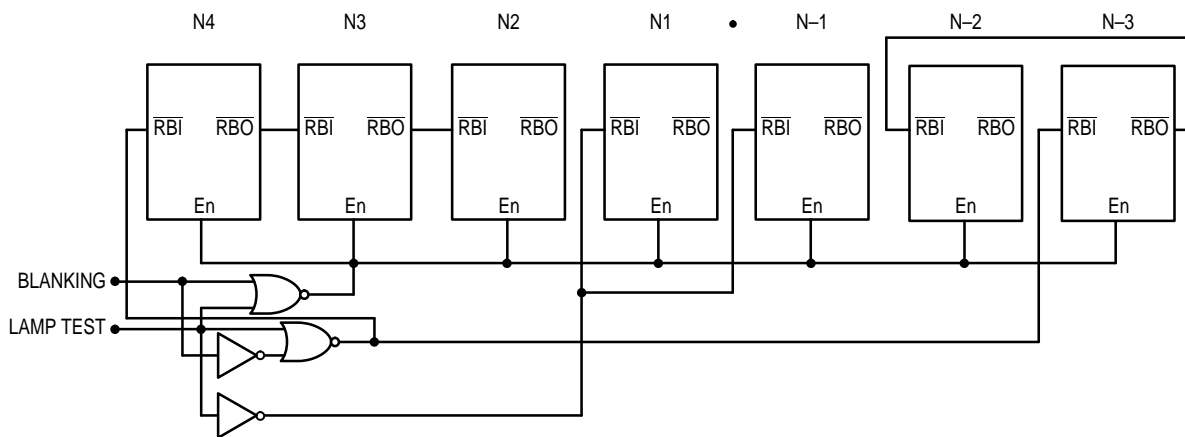 N4 N3 N2 N1 • N–1 N–2 N–3
RBI RBO RBI RBO RBI RBO RBI RBO RBI RBO RBI RBO RBI RBO
En En En En En En En
BLANKING
LAMP TEST